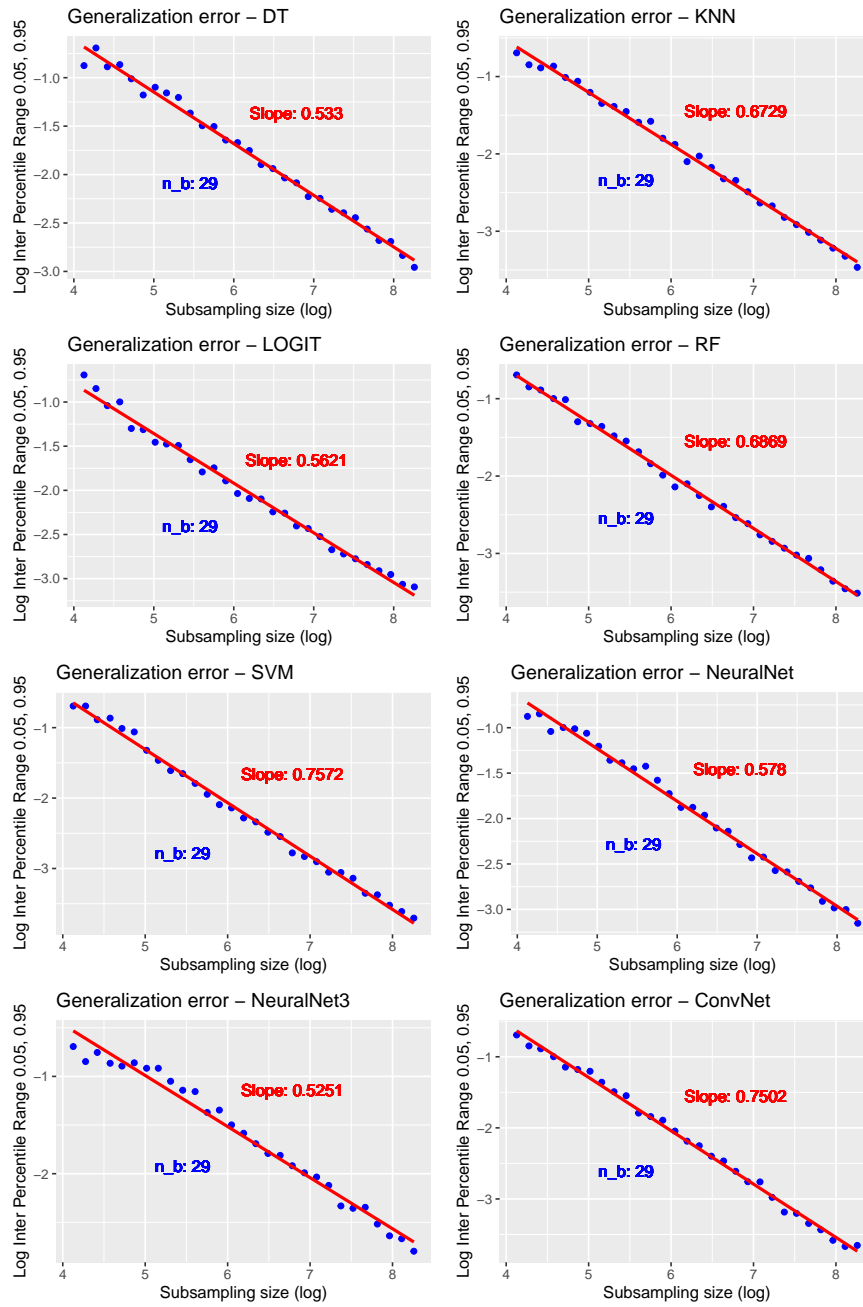 Generalization error − DT
Log Inter Percentile Range 0.05, 0.95
−1.0
−1.5
−2.0
−2.5
−3.0
Slope: 0.533
n_b: 29
4 5 6 7 8
Subsampling size (log)
Generalization error − KNN
Log Inter Percentile Range 0.05, 0.95
−1
−2
−3
Slope: 0.6729
n_b: 29
4 5 6 7 8
Subsampling size (log)
Generalization error − LOGIT
Log Inter Percentile Range 0.05, 0.95
−1.0
−1.5
−2.0
−2.5
−3.0
Slope: 0.5621
n_b: 29
4 5 6 7 8
Subsampling size (log)
Generalization error − RF
Log Inter Percentile Range 0.05, 0.95
−1
−2
−3
Slope: 0.6869
n_b: 29
4 5 6 7 8
Subsampling size (log)
Generalization error − SVM
Log Inter Percentile Range 0.05, 0.95
−1
−2
−3
Slope: 0.7572
n_b: 29
4 5 6 7 8
Subsampling size (log)
Generalization error − NeuralNet
Log Inter Percentile Range 0.05, 0.95
−1.0
−1.5
−2.0
−2.5
−3.0
Slope: 0.578
n_b: 29
4 5 6 7 8
Subsampling size (log)
Generalization error − NeuralNet3
Log Inter Percentile Range 0.05, 0.95
−1
−2
Slope: 0.5251
n_b: 29
4 5 6 7 8
Subsampling size (log)
Generalization error − ConvNet
Log Inter Percentile Range 0.05, 0.95
−1
−2
−3
Slope: 0.7502
n_b: 29
4 5 6 7 8
Subsampling size (log)